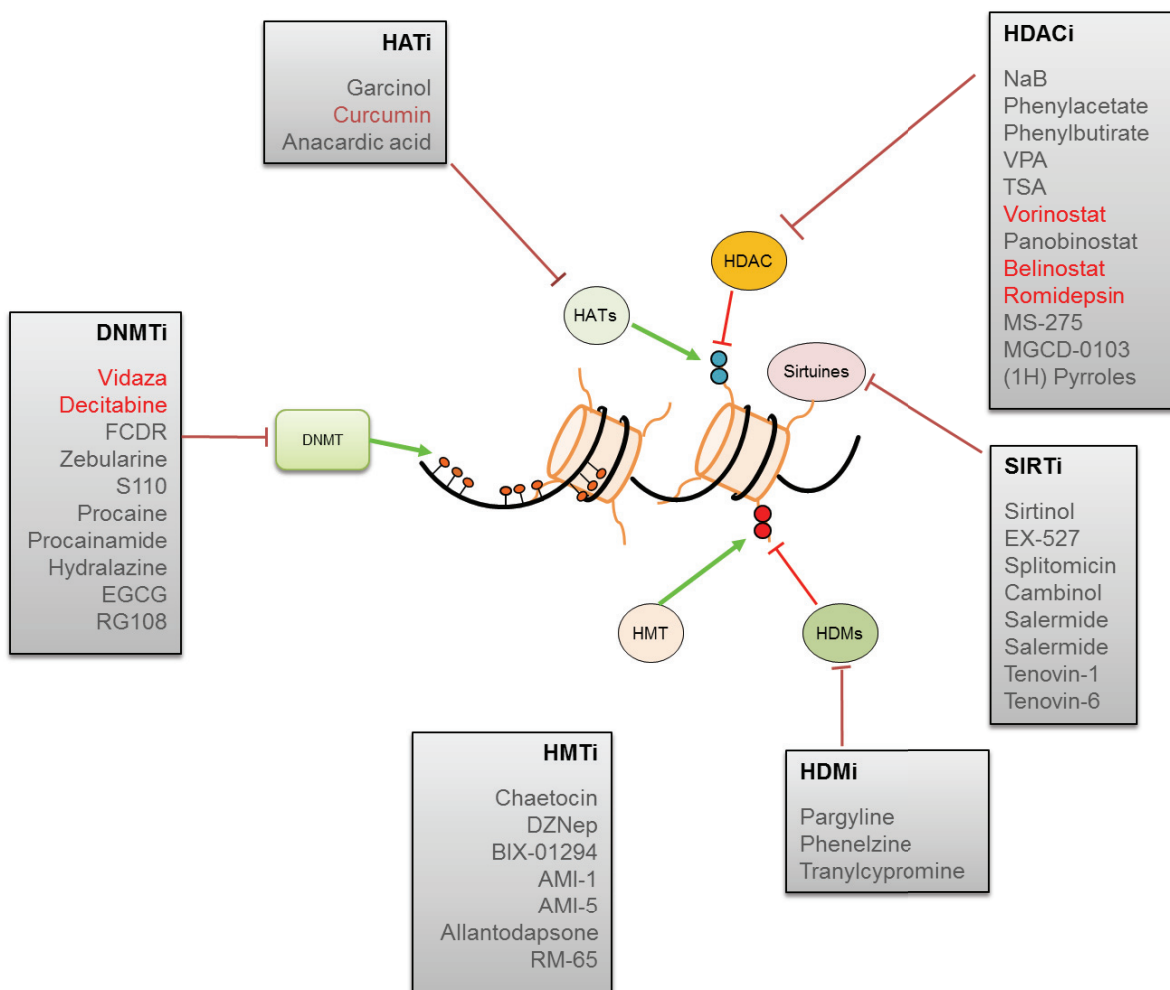 HATi
Garcinol
Curcumin
Anacardic acid
HDACi
NaB
Phenylacetate
Phenylbutirate
VPA
TSA
Vorinostat
Panobinostat
Belinostat
Romidepsin
MS-275
MGCD-0103
(1H) Pyrroles
HDAC
HATs
Sirtuines
DNMTi
Vidaza
Decitabine
FCDR
Zebularine
S110
Procaine
Procainamide
Hydralazine
EGCG
RG108
DNMT
SIRTi
Sirtinol
EX-527
Splitomicin
Cambinol
Salermide
Salermide
Tenovin-1
Tenovin-6
HMT
HDMs
HMTi
Chaetocin
DZNep
BIX-01294
AMI-1
AMI-5
Allantodapsone
RM-65
HDMi
Pargyline
Phenelzine
Tranylcypromine